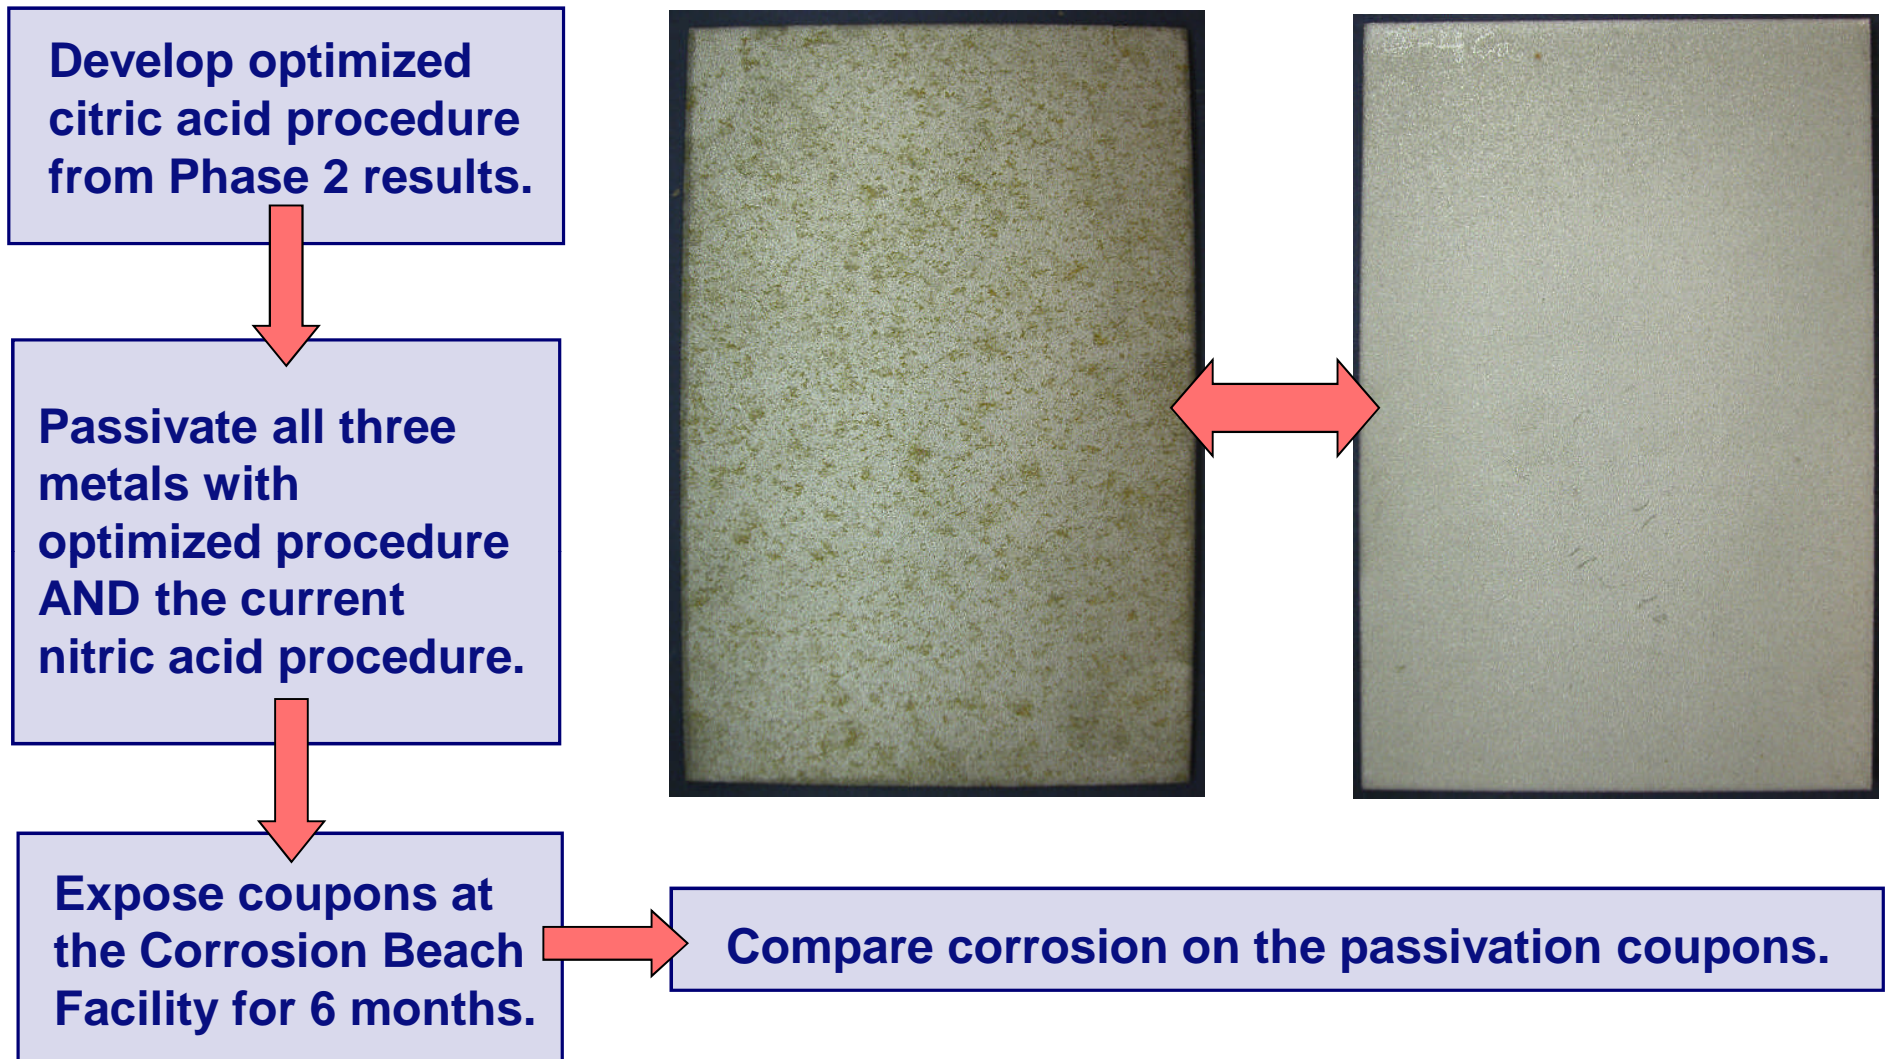 Develop optimized
citric acid procedure
from Phase 2 results.
Passivate all three
metals with
optimized procedure
AND the current
nitric acid procedure.
Expose coupons at
the Corrosion Beach
Facility for 6 months.
Compare corrosion on the passivation coupons.